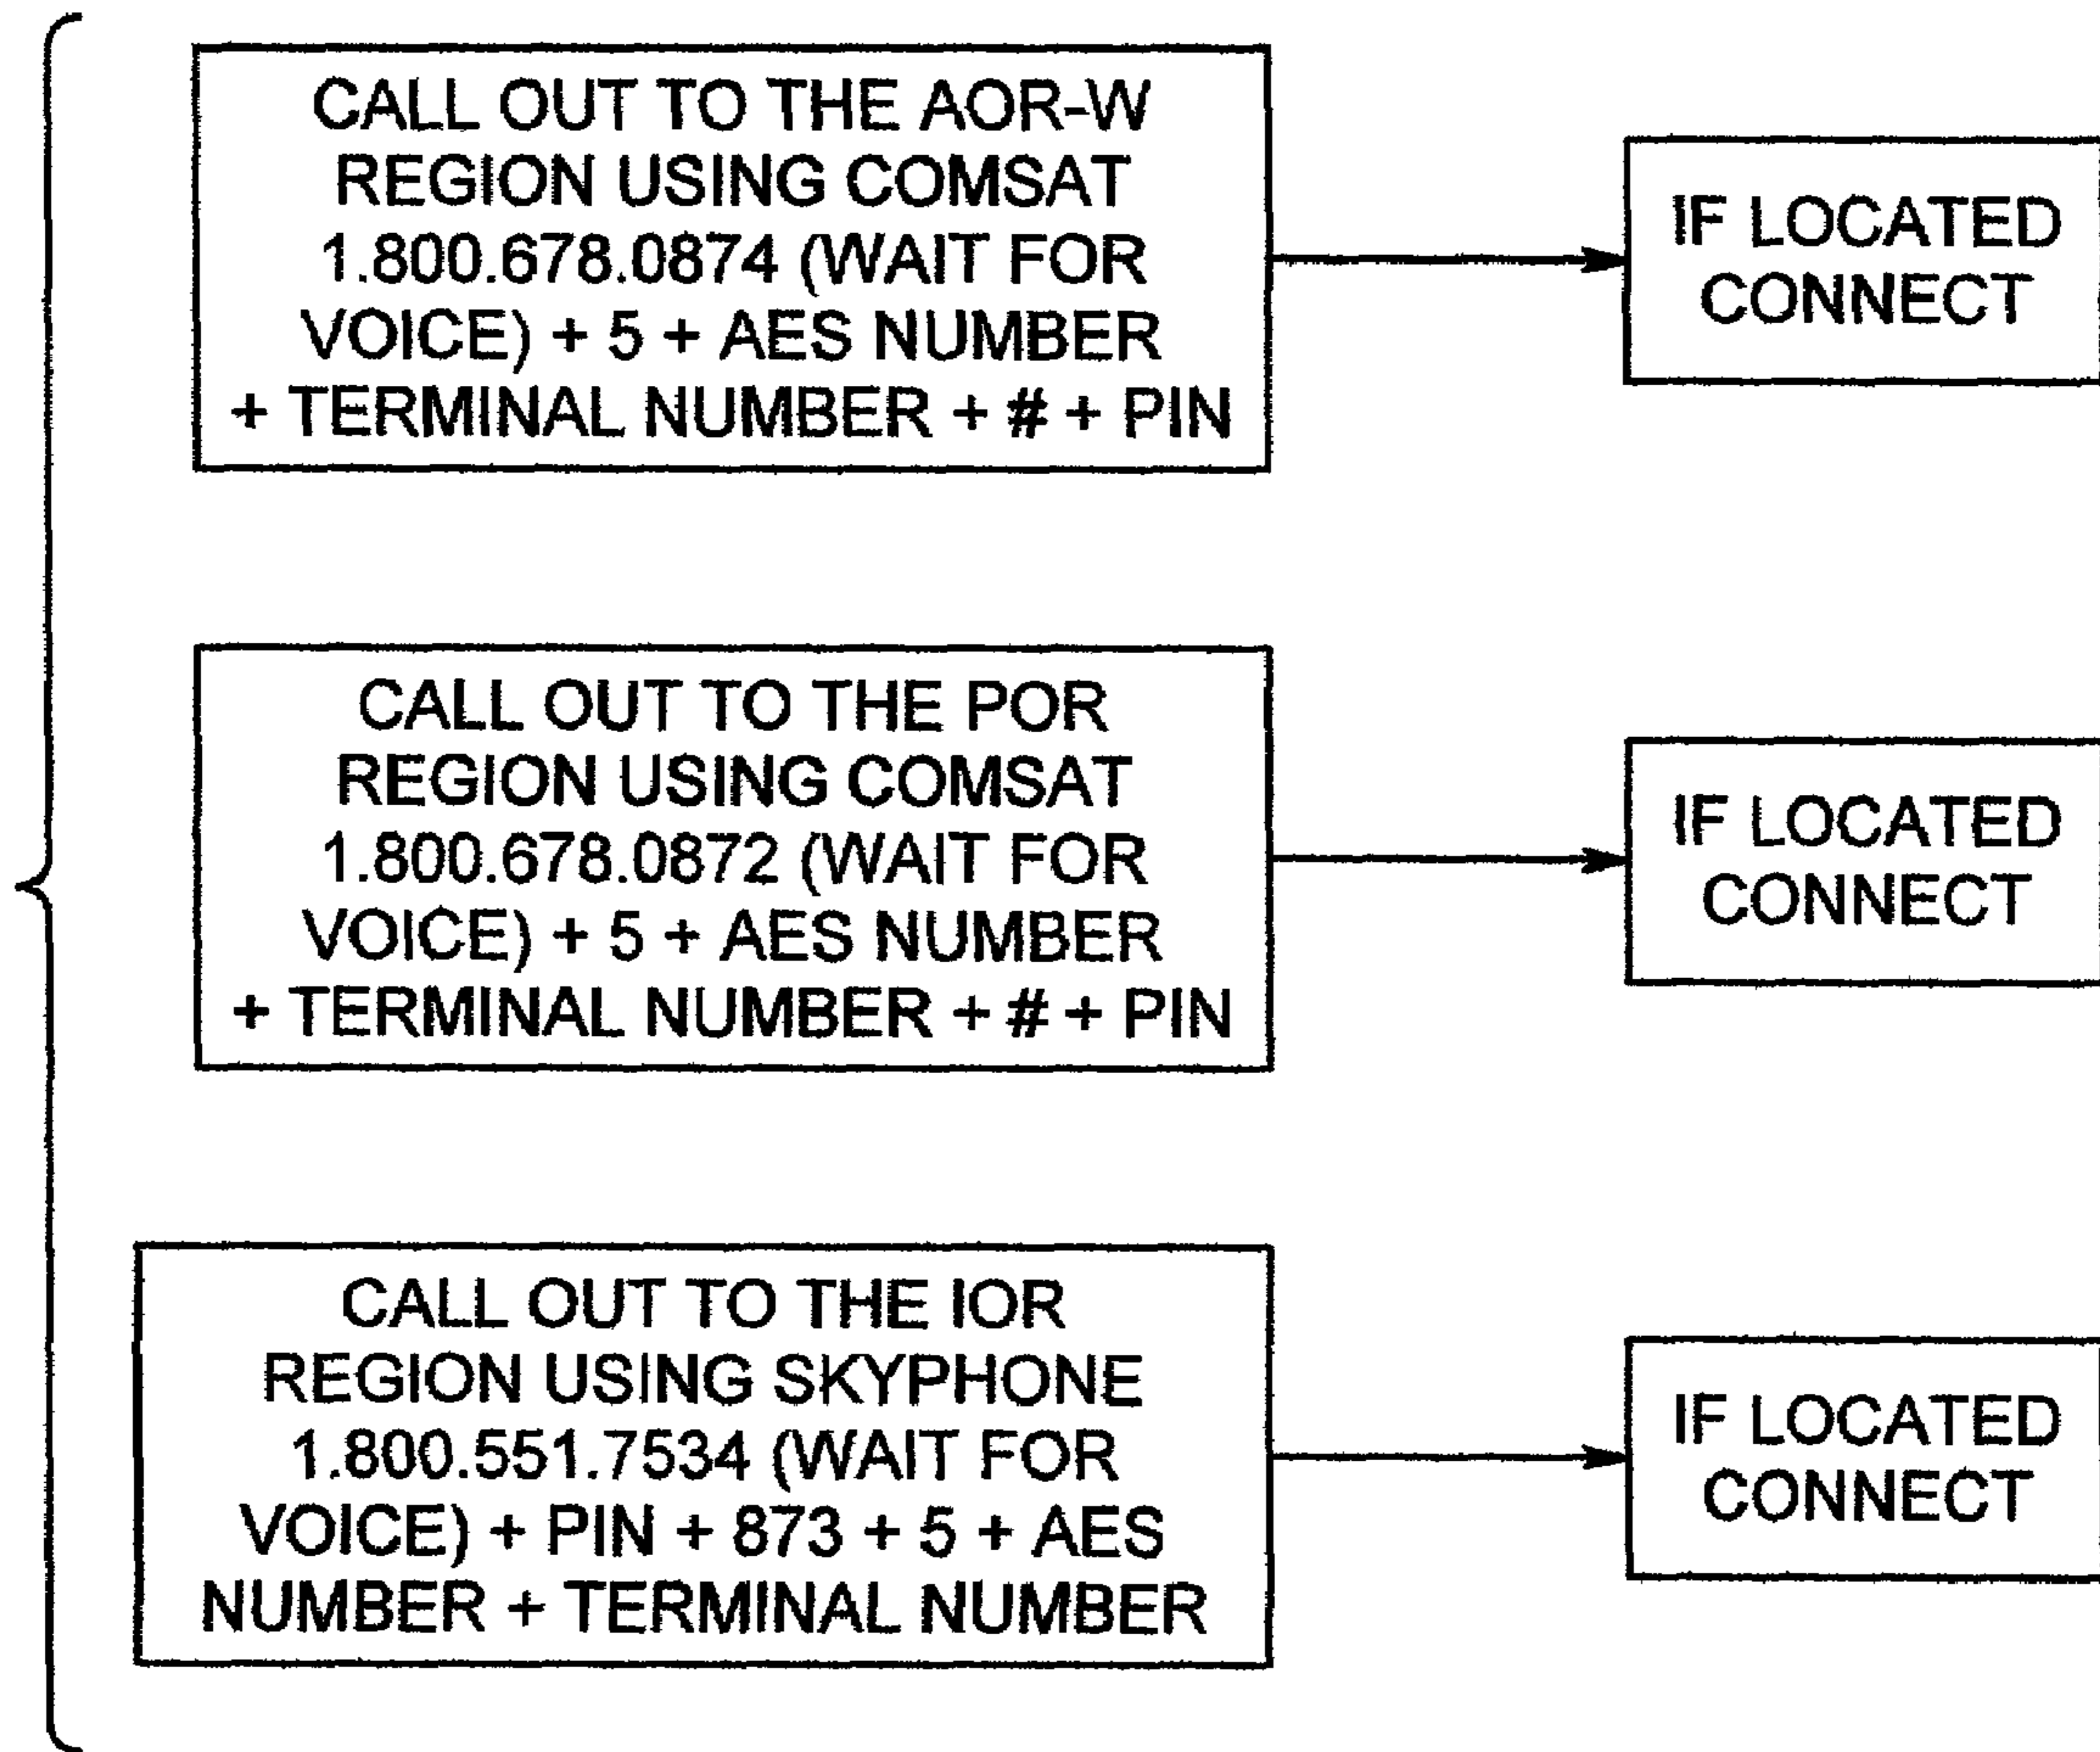 CALL OUT TO THE AOR-W
REGION USING COMSAT
1.800.678.0874 (WAIT FOR
VOICE) + 5 + AES NUMBER
+ TERMINAL NUMBER + # + PIN
IF LOCATED
CONNECT
CALL OUT TO THE POR
REGION USING COMSAT
1.800.678.0872 (WAIT FOR
VOICE) + 5 + AES NUMBER
+ TERMINAL NUMBER + # + PIN
IF LOCATED
CONNECT
CALL OUT TO THE IOR
REGION USING SKYPHONE
1.800.551.7534 (WAIT FOR
VOICE) + PIN + 873 + 5 + AES
NUMBER + TERMINAL NUMBER
IF LOCATED
CONNECT